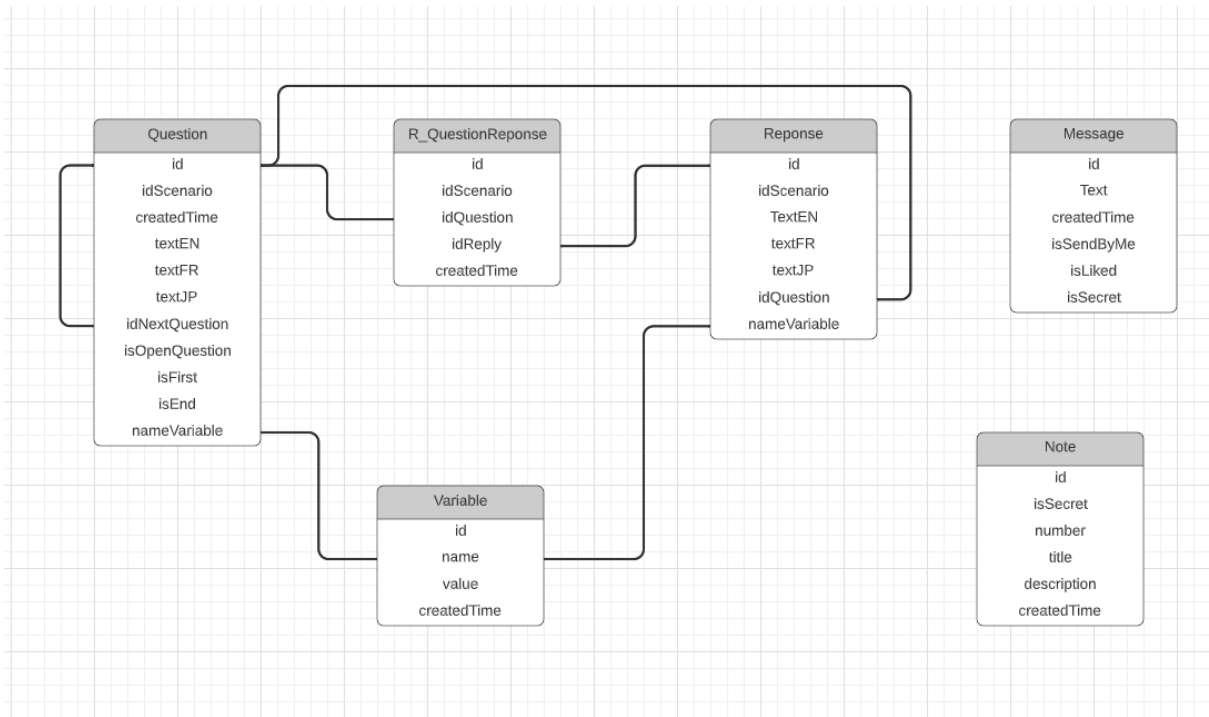 Question
id
idScenario
createdTime
textEN
textFR
textJP
idNextQuestion
isOpenQuestion
isFirst
isEnd
nameVariable
R_QuestionReponse
id
idScenario
idQuestion
idReply
createdTime
Reponse
id
idScenario
TextEN
textFR
textJP
idQuestion
nameVariable
Message
id
Text
createdTime
isSendByMe
isLiked
isSecret
Variable
id
name
value
createdTime
Note
id
isSecret
number
title
description
createdTime